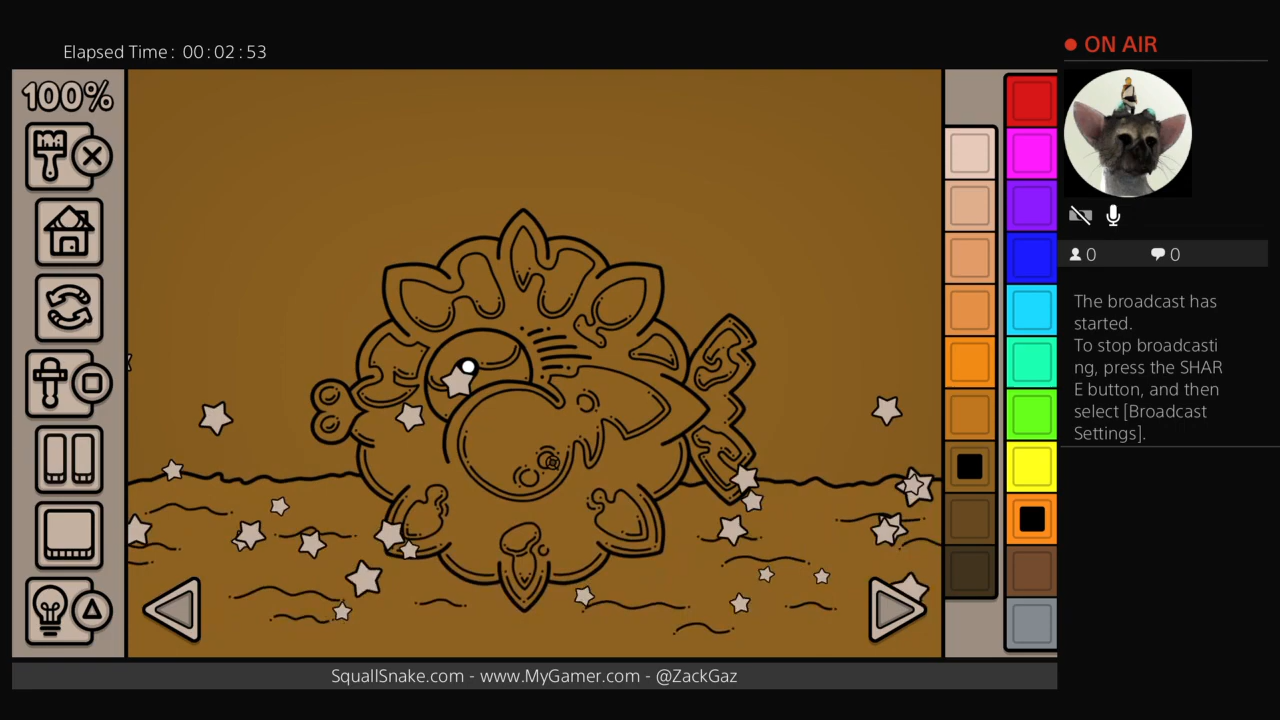 Elapsed Time: 00:02:53
ON AIR
100%
0
0
The broadcast has
started.
To stop broadcasti
ng, press the SHAR
E button, and then
select [Broadcast
Settings].
SquallSnake.com - www.MyGamer.com - @ZackGaz